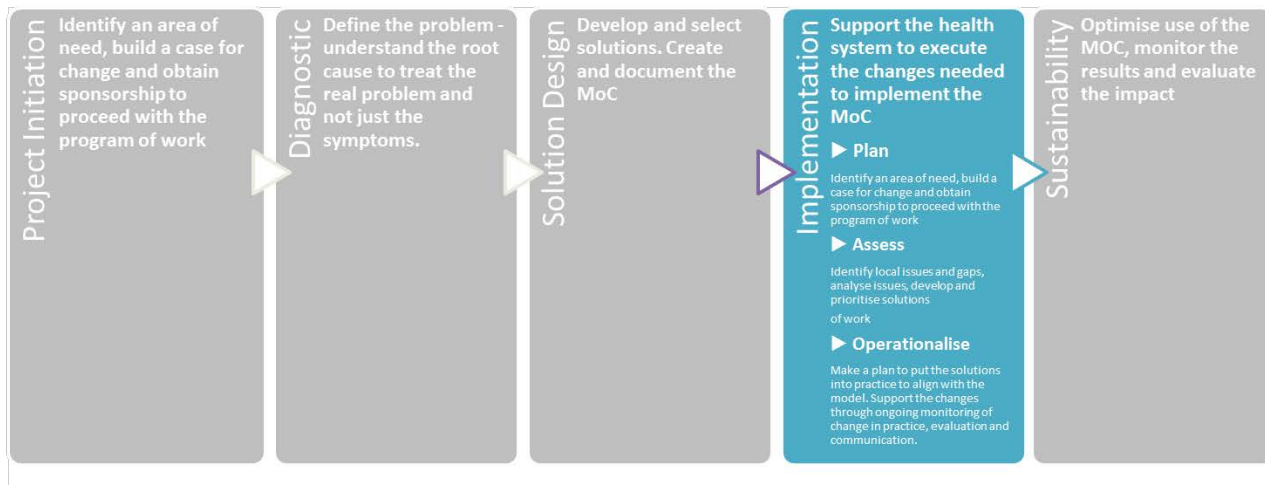 Project Initiation
Identify an area of
need, build a case for
change and obtain
sponsorship to
proceed with the
program of work
Diagnostic
Define the problem -
understand the root
cause to treat the
real problem and
not just the
symptoms.
Solution Design
Develop and select
solutions. Create
and document the
MoC
Implementation
Support the health
system to execute
the changes needed
to implement the
MoC
Plan
Identify an area of need, build a
case for change and obtain
sponsorship to proceed with the
program of work
Assess
Identify local issues and gaps,
analyse issues, develop and
prioritise solutions
of work
Operationalise
Make a plan to put the solutions
into practice to align with the
model. Support the changes
through ongoing monitoring of
change in practice, evaluation and
communication.
Sustainability
Optimise use of the
MOC, monitor the
results and evaluate
the impact